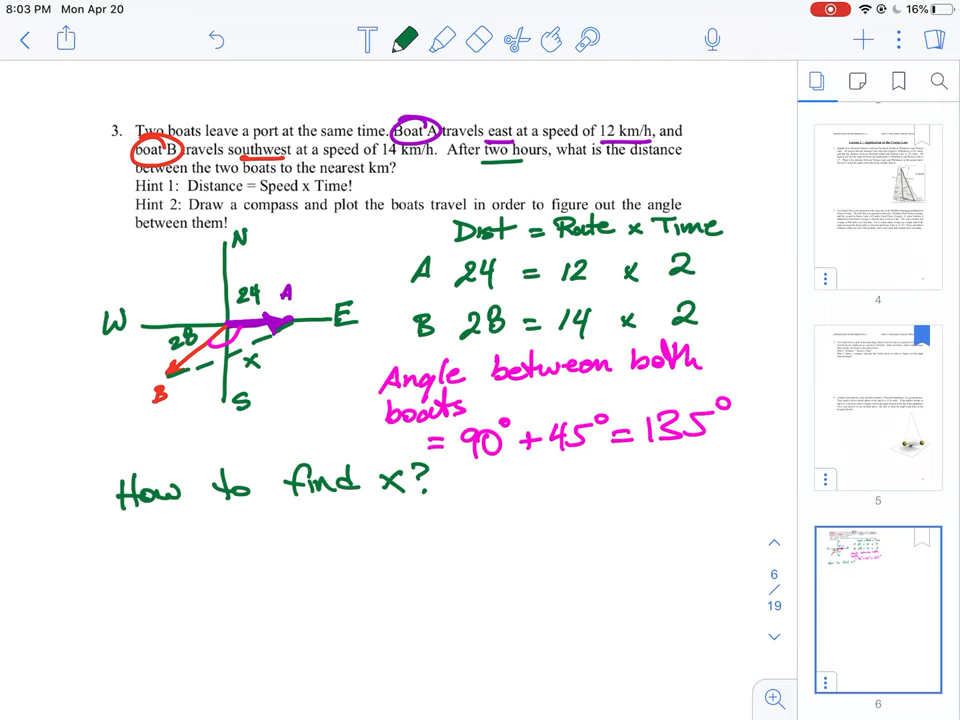 8:03 PM Mon Apr 20
16%
T
3. Two boats leave a port at the same time. Boat A travels east at a speed of 12 km/h, and
boat B travels southwest at a speed of 14 km/h. After two hours, what is the distance
between the two boats to the nearest km?
Hint 1: Distance = Speed x Time!
Hint 2: Draw a compass and plot the boats travel in order to figure out the angle
between them!
Dist = Rate x Time
A 24 = 12 x 2
B 28 = 14 x 2
N
24 A
W E
28
x
B
S
Angle between both
boats
= 90° + 45° = 135°
How to find x?
4
5
6
6
/
19